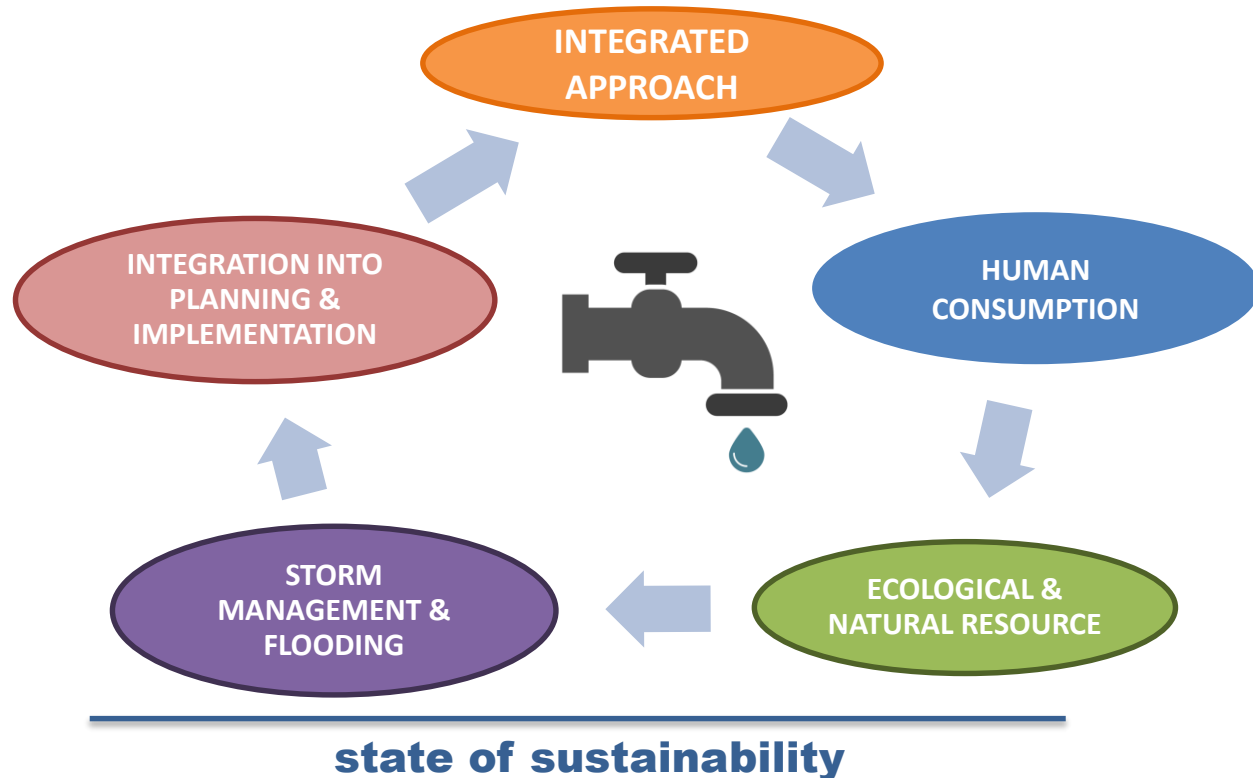 INTEGRATED
APPROACH
HUMAN
CONSUMPTION
ECOLOGICAL &
NATURAL RESOURCE
STORM
MANAGEMENT &
FLOODING
INTEGRATION INTO
PLANNING &
IMPLEMENTATION
state of sustainability